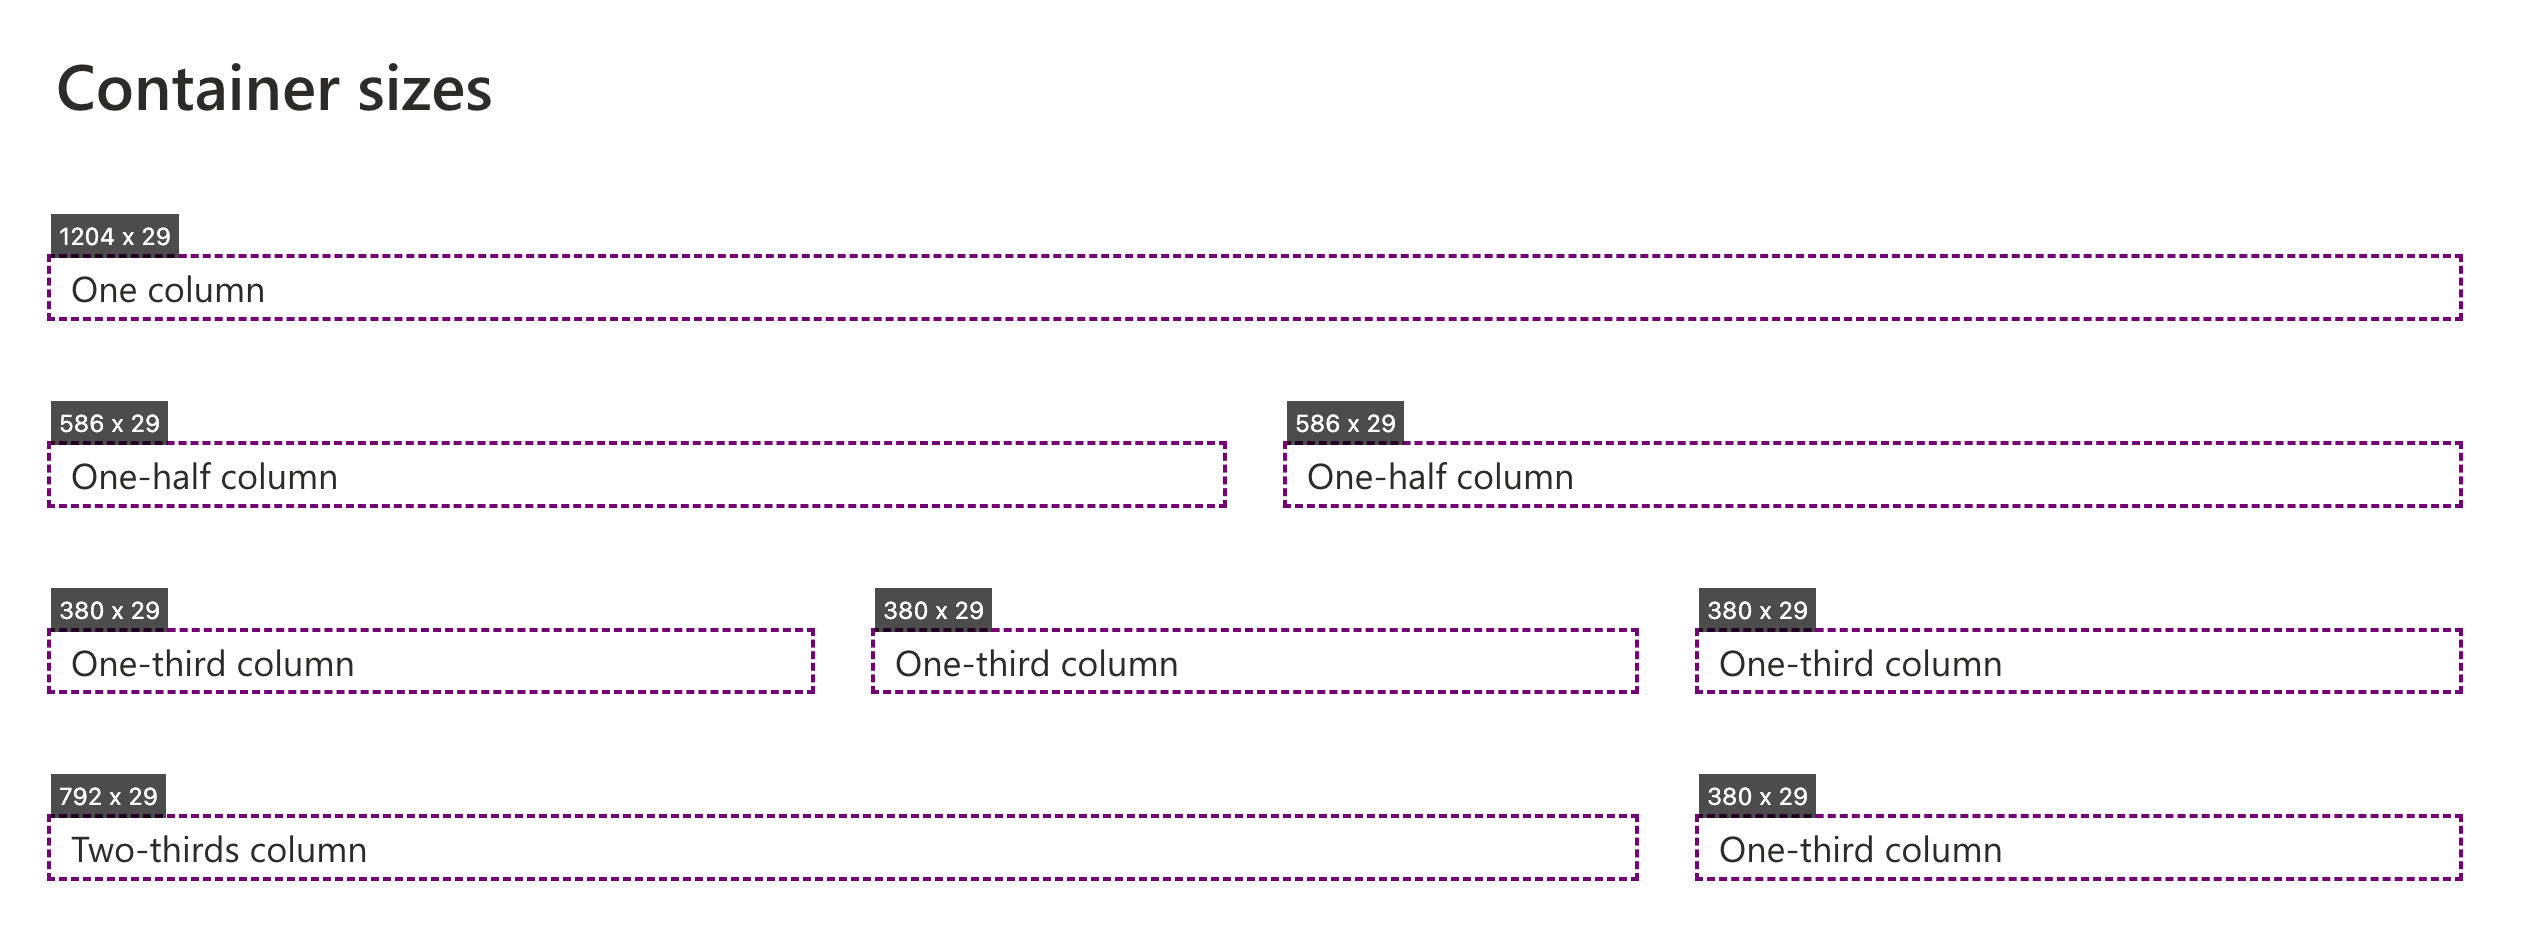 Container sizes
1204 x 29
One column
586 x 29
586 x 29
One-half column
One-half column
380 x 29
380 x 29
380 x 29
One-third column
One-third column
One-third column
792 x 29
380 x 29
Two-thirds column
One-third column